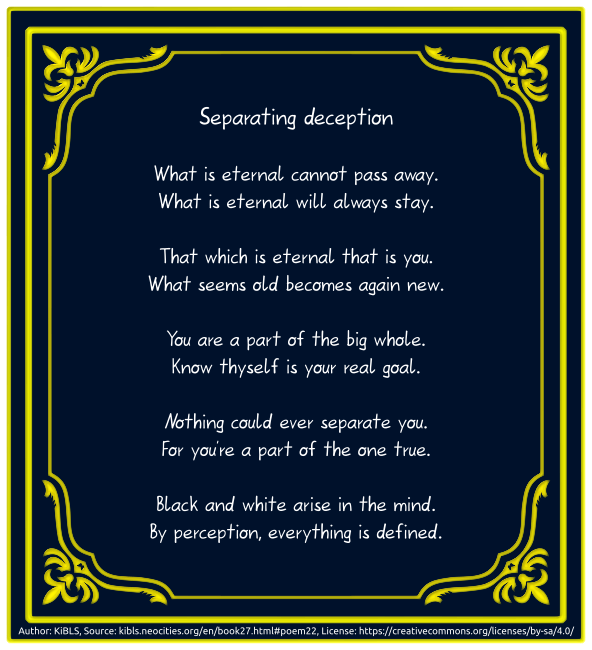 Separating deception
What is eternal cannot pass away.
What is eternal will always stay.
That which is eternal that is you.
What seems old becomes again new.
You are a part of the big whole.
Know thyself is your real goal.
Nothing could ever separate you.
For you're a part of the one true.
Black and white arise in the mind.
By perception, everything is defined.
Author: KiBLS, Source: kibls.neocities.org/en/book27.html#poem22, License: https://creativecommons.org/licenses/by-sa/4.0/